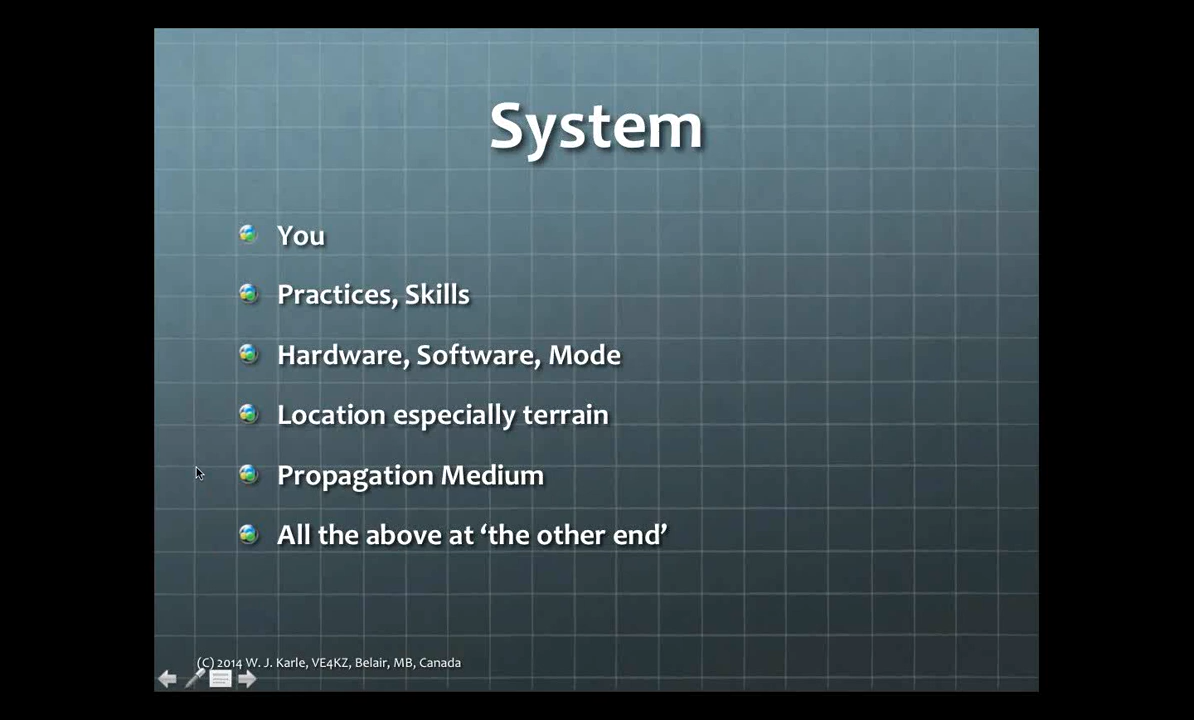 System
You
Practices, Skills
Hardware, Software, Mode
Location especially terrain
Propagation Medium
All the above at ‘the other end’
(C) 2014 W. J. Karle, VE4KZ, Belair, MB, Canada